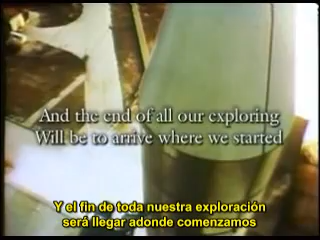 And the end of all our exploring
Will be to arrive where we started
Y el fin de toda nuestra exploración
será llegar adonde comenzamos